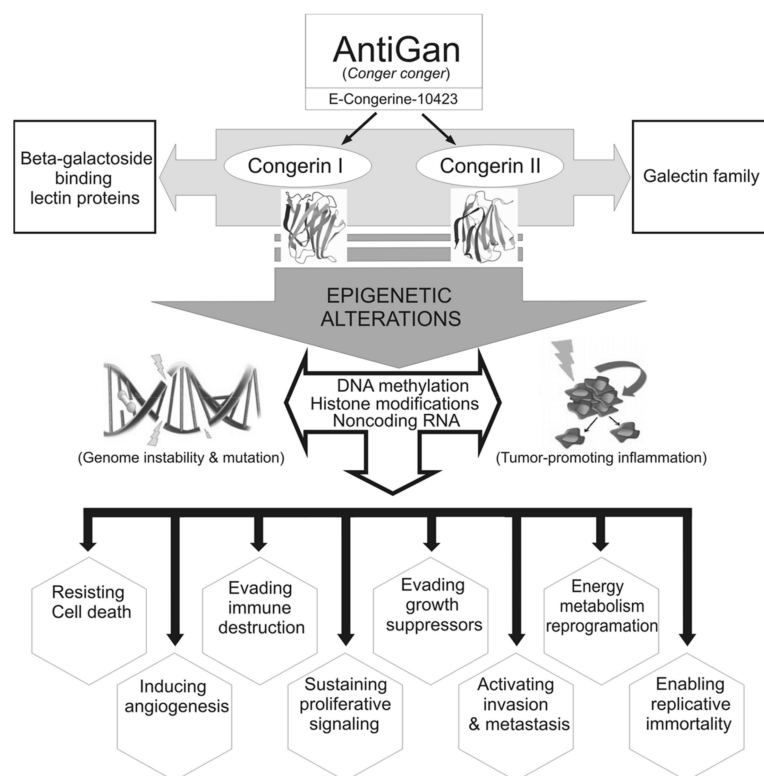 AntiGan
(Conger conger)
E-Congerine-10423
Beta-galactoside
binding
lectin proteins
Congerin I
Congerin II
Galectin family
EPIGENETIC
ALTERATIONS
DNA methylation
Histone modifications
Noncoding RNA
(Genome instability & mutation)
(Tumor-promoting inflammation)
Resisting
Cell death
Evading
immune
destruction
Evading
growth
suppressors
Energy
metabolism
reprogramation
Inducing
angiogenesis
Sustaining
proliferative
signaling
Activating
invasion
& metastasis
Enabling
replicative
immortality